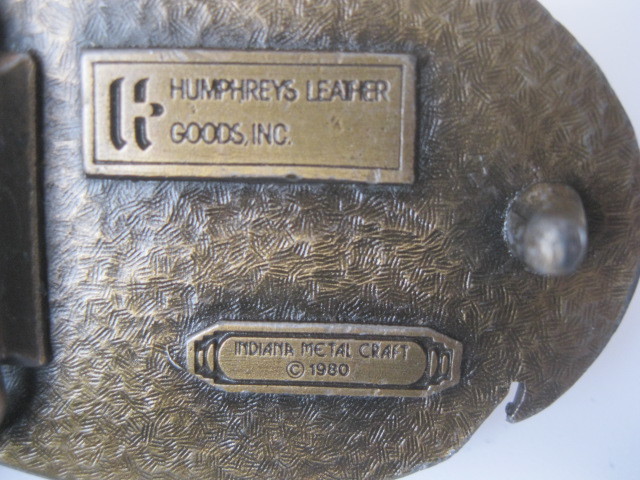 HUMPHREYS LEATHER
GOODS, INC.
INDIANA METAL CRAFT
© 1980